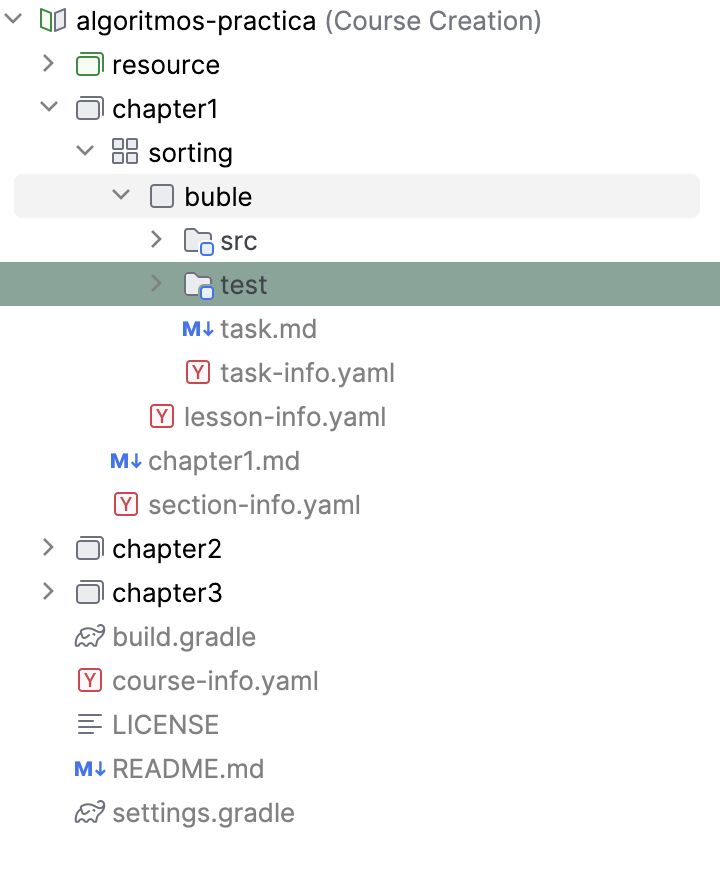 algoritmos-practica (Course Creation)
resource
chapter1
sorting
buble
src
test
M↓ task.md
Y task-info.yaml
Y lesson-info.yaml
M↓ chapter1.md
Y section-info.yaml
chapter2
chapter3
build.gradle
Y course-info.yaml
LICENSE
M↓ README.md
settings.gradle